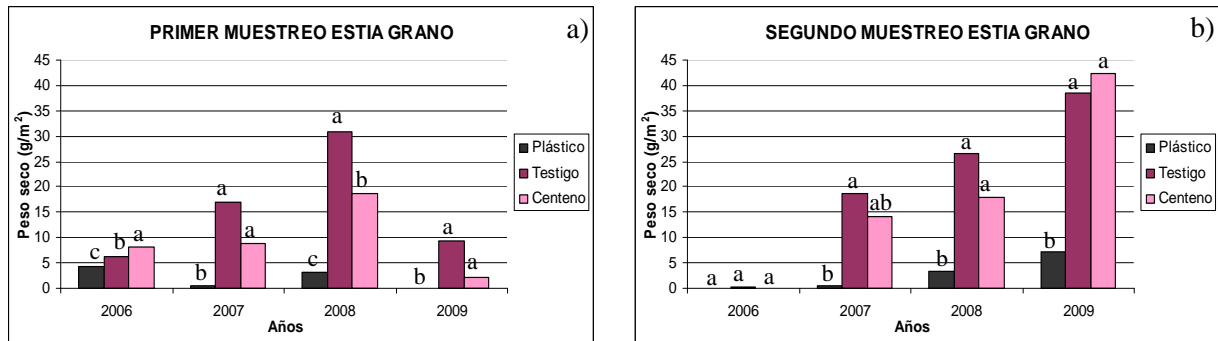 PRIMER MUESTREO ESTIA GRANO
a)
Peso seco (g/m²)
45
40
35
30
25
20
15
10
5
0
c b a
b a a
c a b
b a
2006 2007 2008 2009
Años
Plástico
Testigo
Centeno
SEGUNDO MUESTREO ESTIA GRANO
b)
Peso seco (g/m²)
45
40
35
30
25
20
15
10
5
0
a a a
b a ab
b a a
b a a
2006 2007 2008 2009
Años
Plástico
Testigo
Centeno